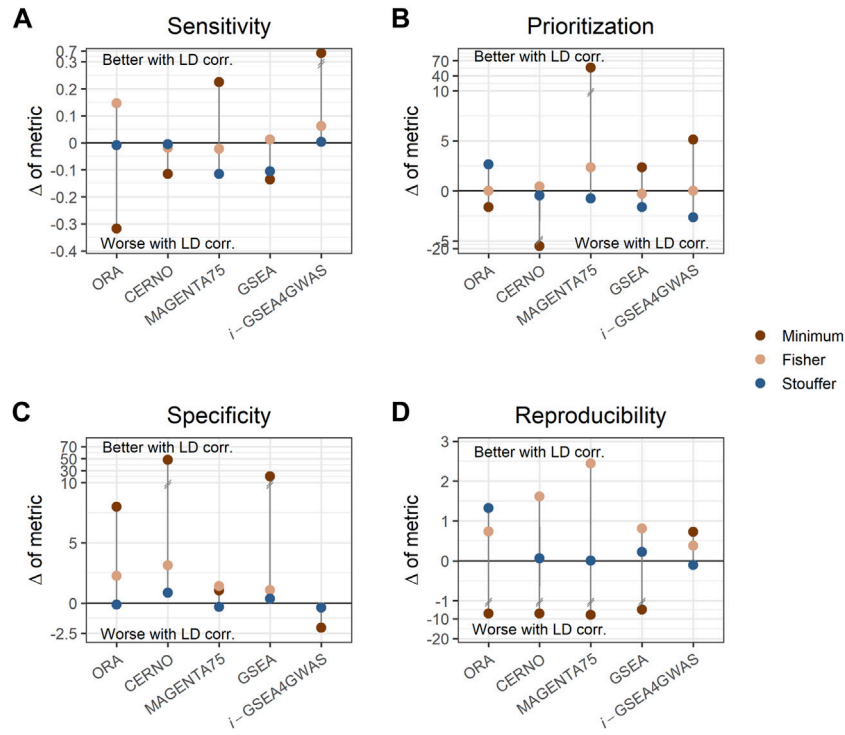 A
Sensitivity
Δ of metric
0.7
0.3
0.2
0.1
0
-0.1
-0.2
-0.3
-0.4
Better with LD corr.
Worse with LD corr.
ORA
CERNO
MAGENTA75
GSEA
i-GSEA4GWAS
B
Prioritization
Δ of metric
70
40
10
5
0
-5
-20
Better with LD corr.
Worse with LD corr.
ORA
CERNO
MAGENTA75
GSEA
i-GSEA4GWAS
Minimum
Fisher
Stouffer
C
Specificity
Δ of metric
70
50
30
10
5
0
-2.5
Better with LD corr.
Worse with LD corr.
ORA
CERNO
MAGENTA75
GSEA
i-GSEA4GWAS
D
Reproducibility
Δ of metric
3
2
1
0
-1
-10
-20
Better with LD corr.
Worse with LD corr.
ORA
CERNO
MAGENTA75
GSEA
i-GSEA4GWAS